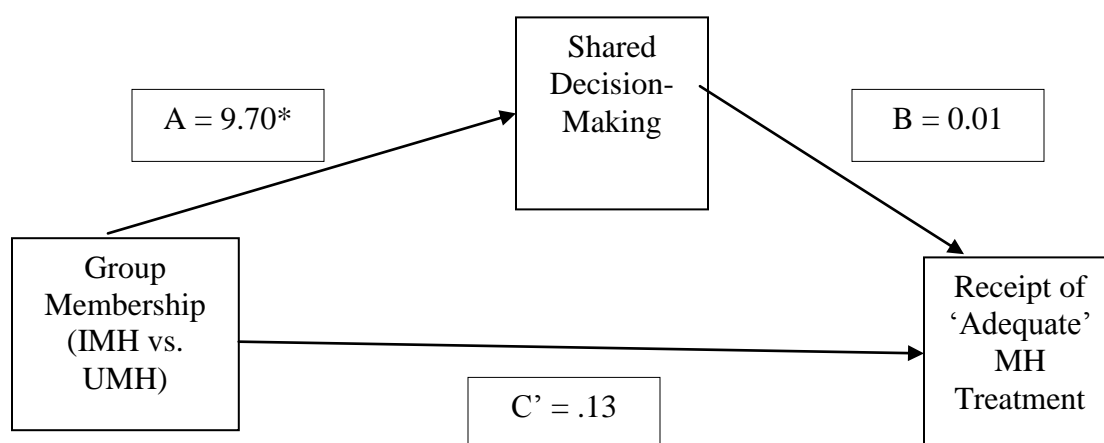 Shared
Decision-
Making
A = 9.70*
B = 0.01
Group
Membership
(IMH vs.
UMH)
Receipt of
‘Adequate’
MH
Treatment
C’ = .13